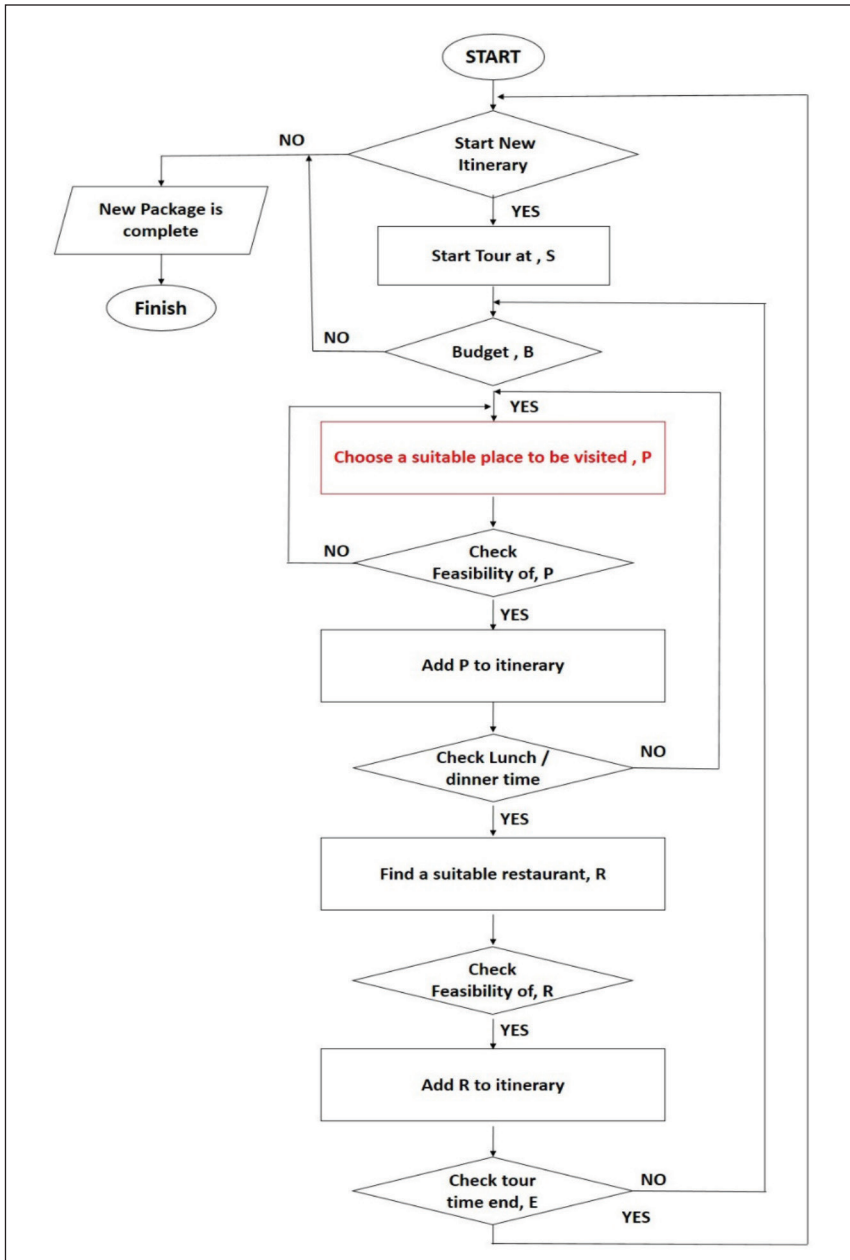 START
Start New
Itinerary
NO
YES
New Package is
complete
Start Tour at , S
Finish
NO
Budget , B
YES
Choose a suitable place to be visited , P
NO
Check
Feasibility of, P
YES
Add P to itinerary
Check Lunch /
dinner time
NO
YES
Find a suitable restaurant, R
Check
Feasibility of, R
YES
Add R to itinerary
Check tour
time end, E
NO
YES